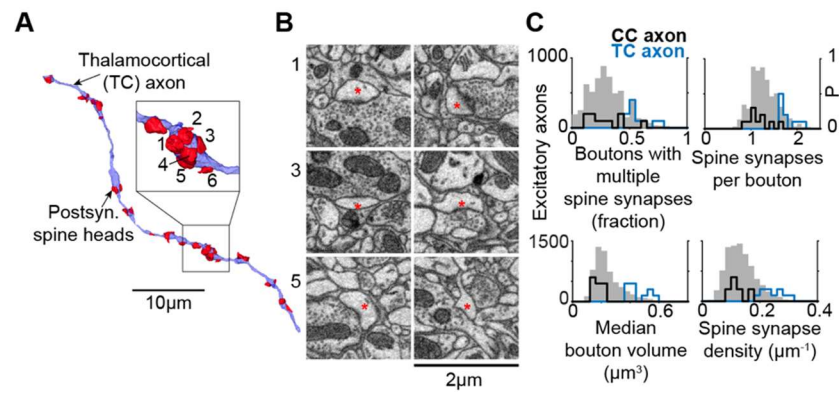 A
Thalamocortical
(TC) axon
2
1
3
4
5
6
Postsyn.
spine heads
10µm
B
1
3
5
2µm
C
CC axon
TC axon
Excitatory axons
1000
0
0
0.5
1
Boutons with
multiple
spine synapses
(fraction)
1
P
0
0
1
2
Spine synapses
per bouton
1500
0
0
0.6
Median
bouton volume
(µm³)
0
0.2
0.4
Spine synapse
density (µm⁻¹)